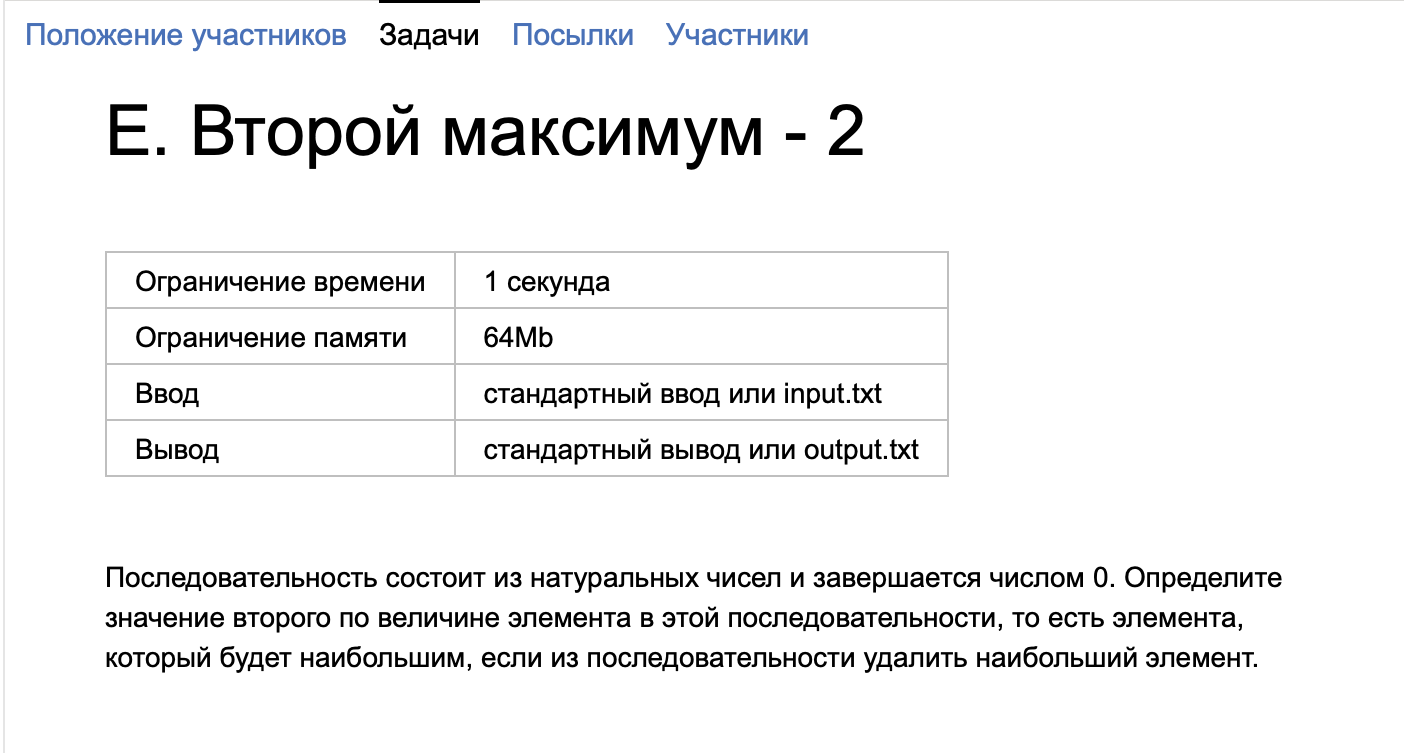 Положение участников Задачи Посылки Участники
E. Второй максимум - 2
Ограничение времени 1 секунда
Ограничение памяти 64Mb
Ввод стандартный ввод или input.txt
Вывод стандартный вывод или output.txt
Последовательность состоит из натуральных чисел и завершается числом 0. Определите
значение второго по величине элемента в этой последовательности, то есть элемента,
который будет наибольшим, если из последовательности удалить наибольший элемент.